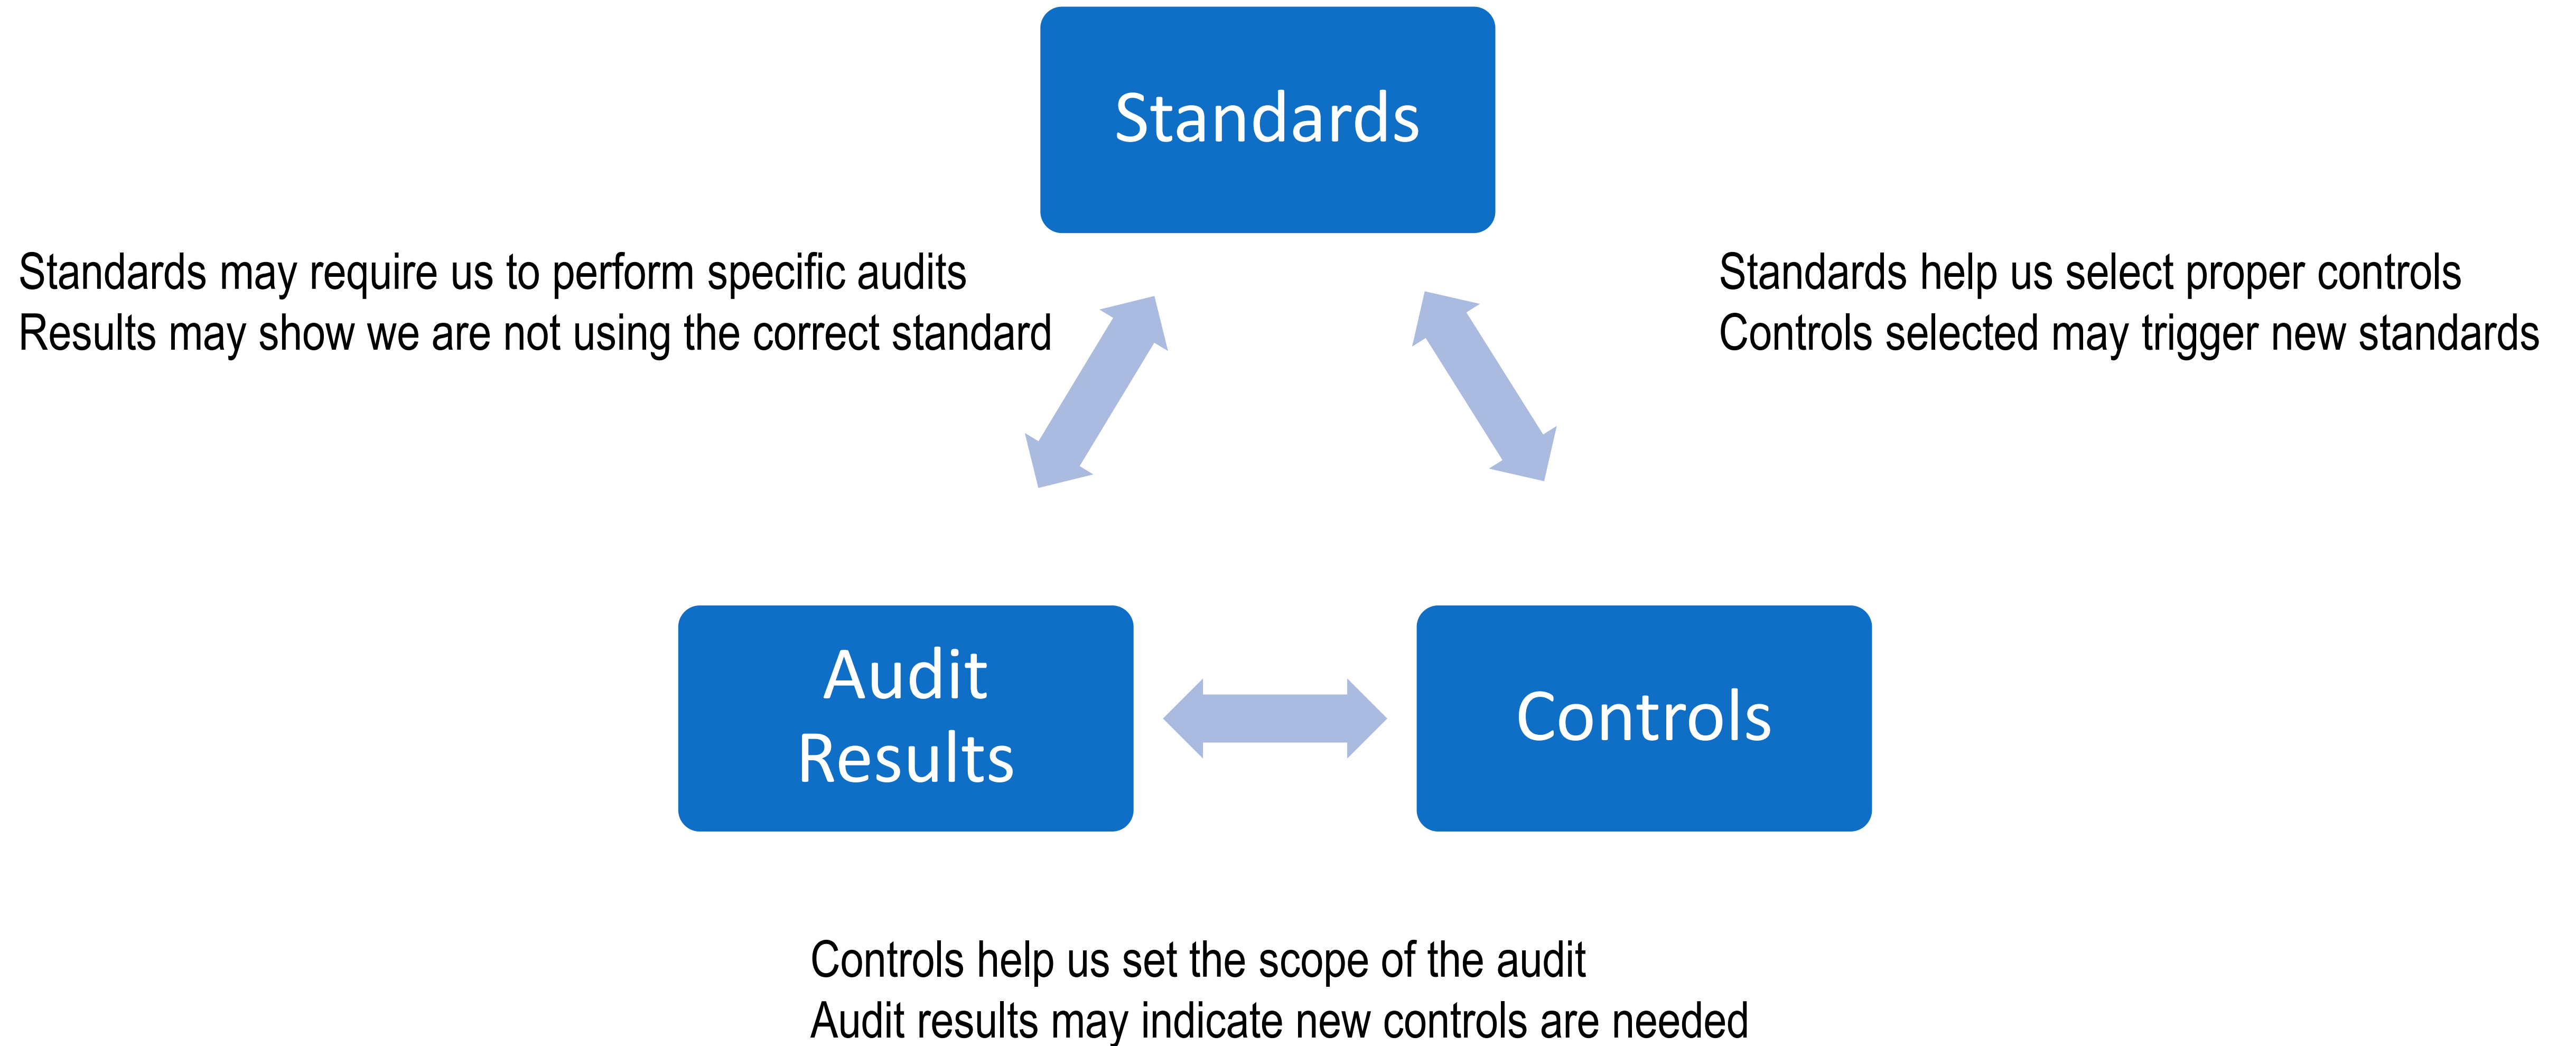 Standards
Standards may require us to perform specific audits
Results may show we are not using the correct standard
Standards help us select proper controls
Controls selected may trigger new standards
Audit
Results
Controls
Controls help us set the scope of the audit
Audit results may indicate new controls are needed